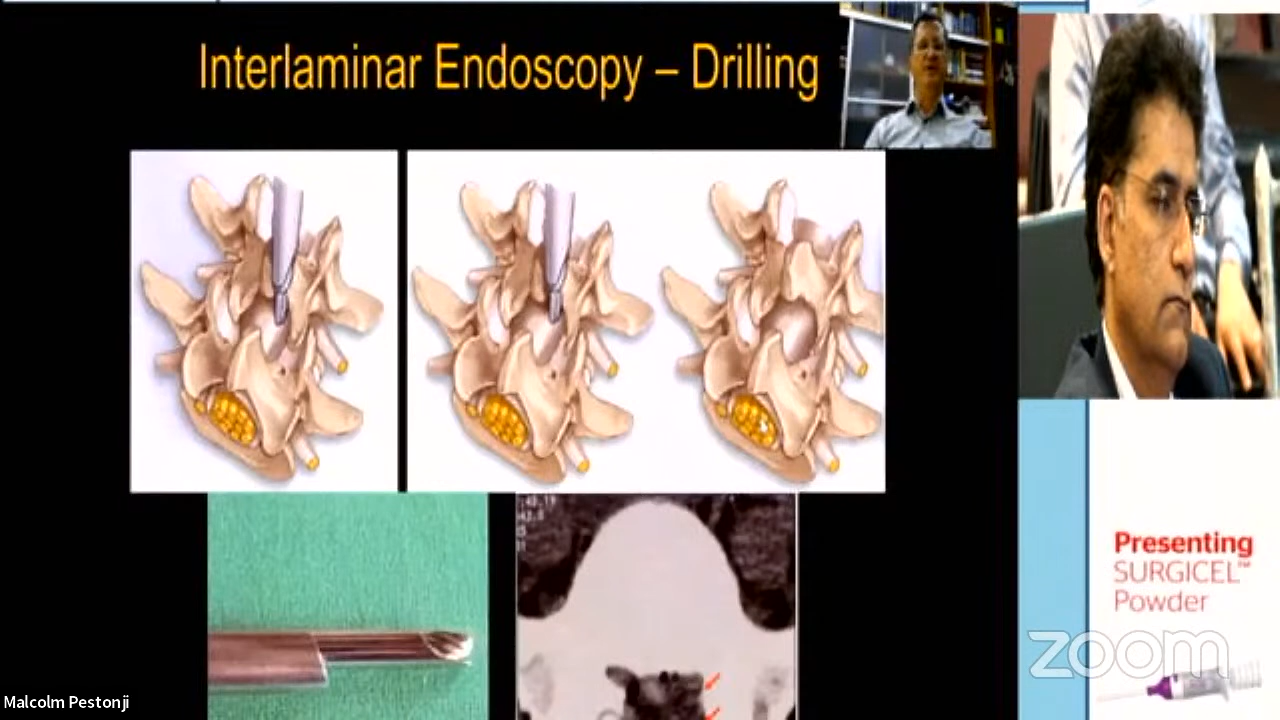 Interlaminar Endoscopy – Drilling
Presenting
SURGICEL™
Powder
zoom
Malcolm Pestonji